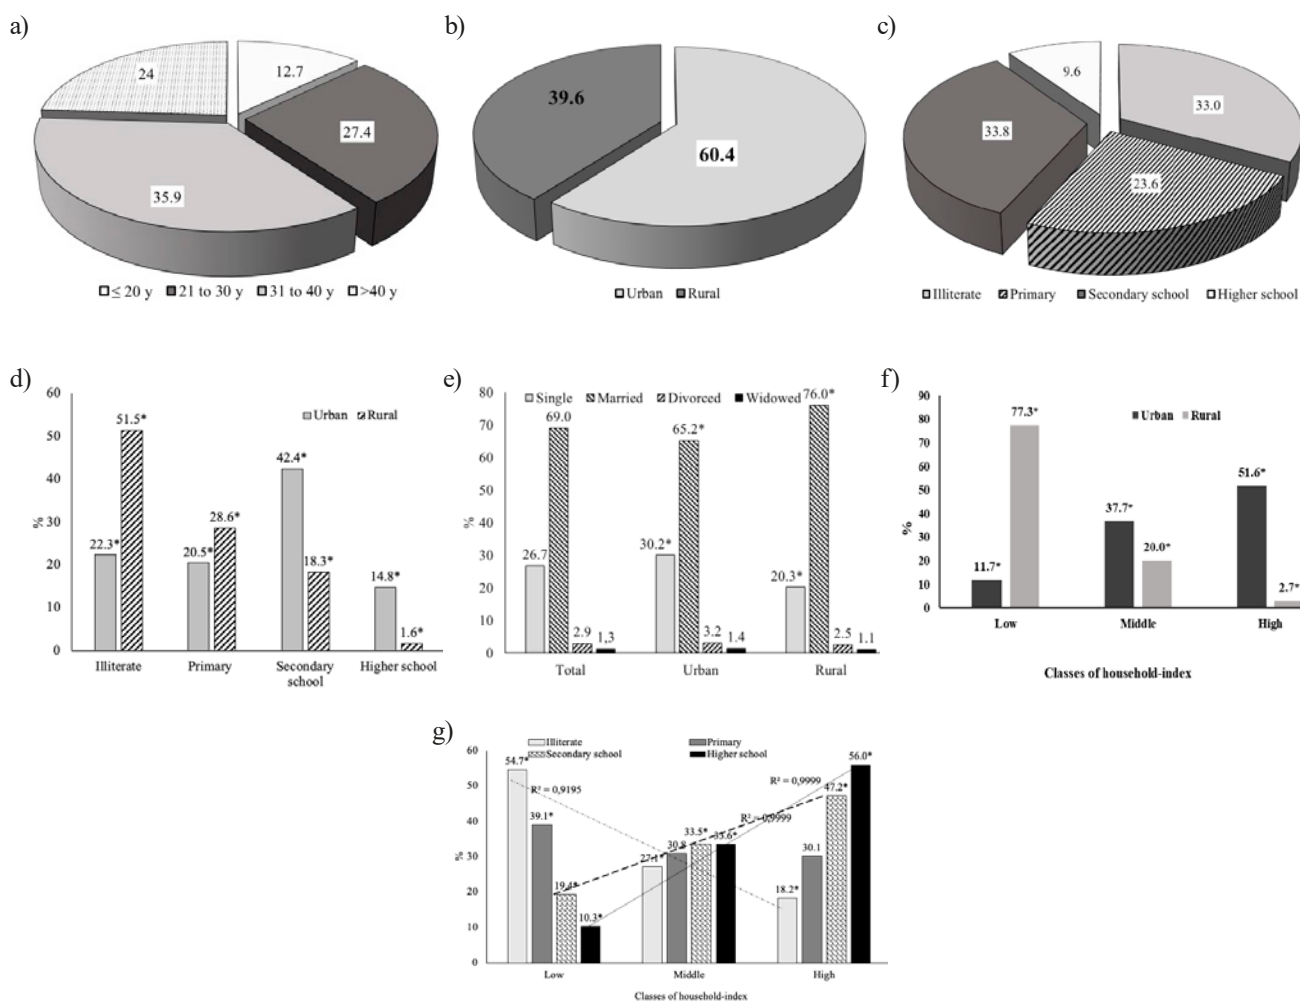 a)
24
12.7
27.4
35.9
≤ 20 y 21 to 30 y 31 to 40 y >40 y
b)
39.6
60.4
Urban Rural
c)
9.6
33.0
33.8
23.6
Illiterate Primary Secondary school Higher school
d)
60
50
40
30
20
10
0
%
Urban Rural
22.3* 51.5*
20.5* 28.6*
42.4* 18.3*
14.8* 1.6*
Illiterate Primary Secondary school Higher school
e)
80
70
60
50
40
30
20
10
0
%
Single Married Divorced Widowed
26.7 69.0 2.9 1.3
30.2* 65.2* 3.2 1.4
20.3* 76.0* 2.5 1.1
Total Urban Rural
f)
90
80
70
60
50
40
30
20
10
0
%
Urban Rural
11.7* 77.3*
37.7* 20.0*
51.6* 2.7*
Low Middle High
Classes of household-index
g)
60
50
40
30
20
10
0
%
Illiterate Primary
Secondary school Higher school
54.7* 39.1* 19.4* 10.3*
27.1* 30.8 33.5* 33.6*
18.2* 30.1 47.2* 56.0*
R² = 0,9195
R² = 0,9999
R² = 0,9999
Low Middle High
Classes of household-index